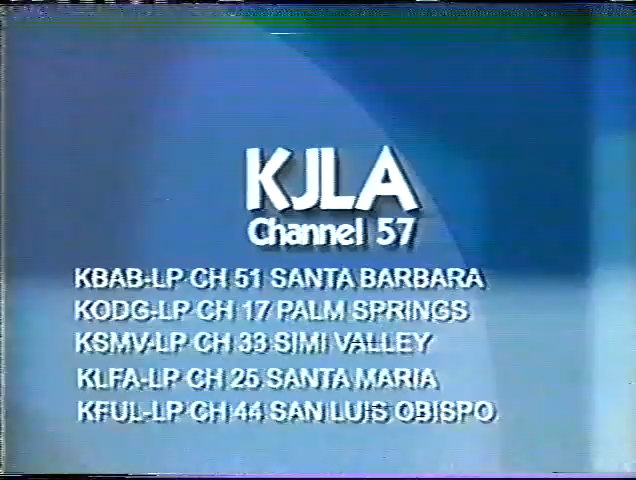 KJLA
Channel 57
KBAB-LP CH 51 SANTA BARBARA
KODG-LP CH 17 PALM SPRINGS
KSMV-LP CH 33 SIMI VALLEY
KLFA-LP CH 25 SANTA MARIA
KFUL-LP CH 44 SAN LUIS OBISPO